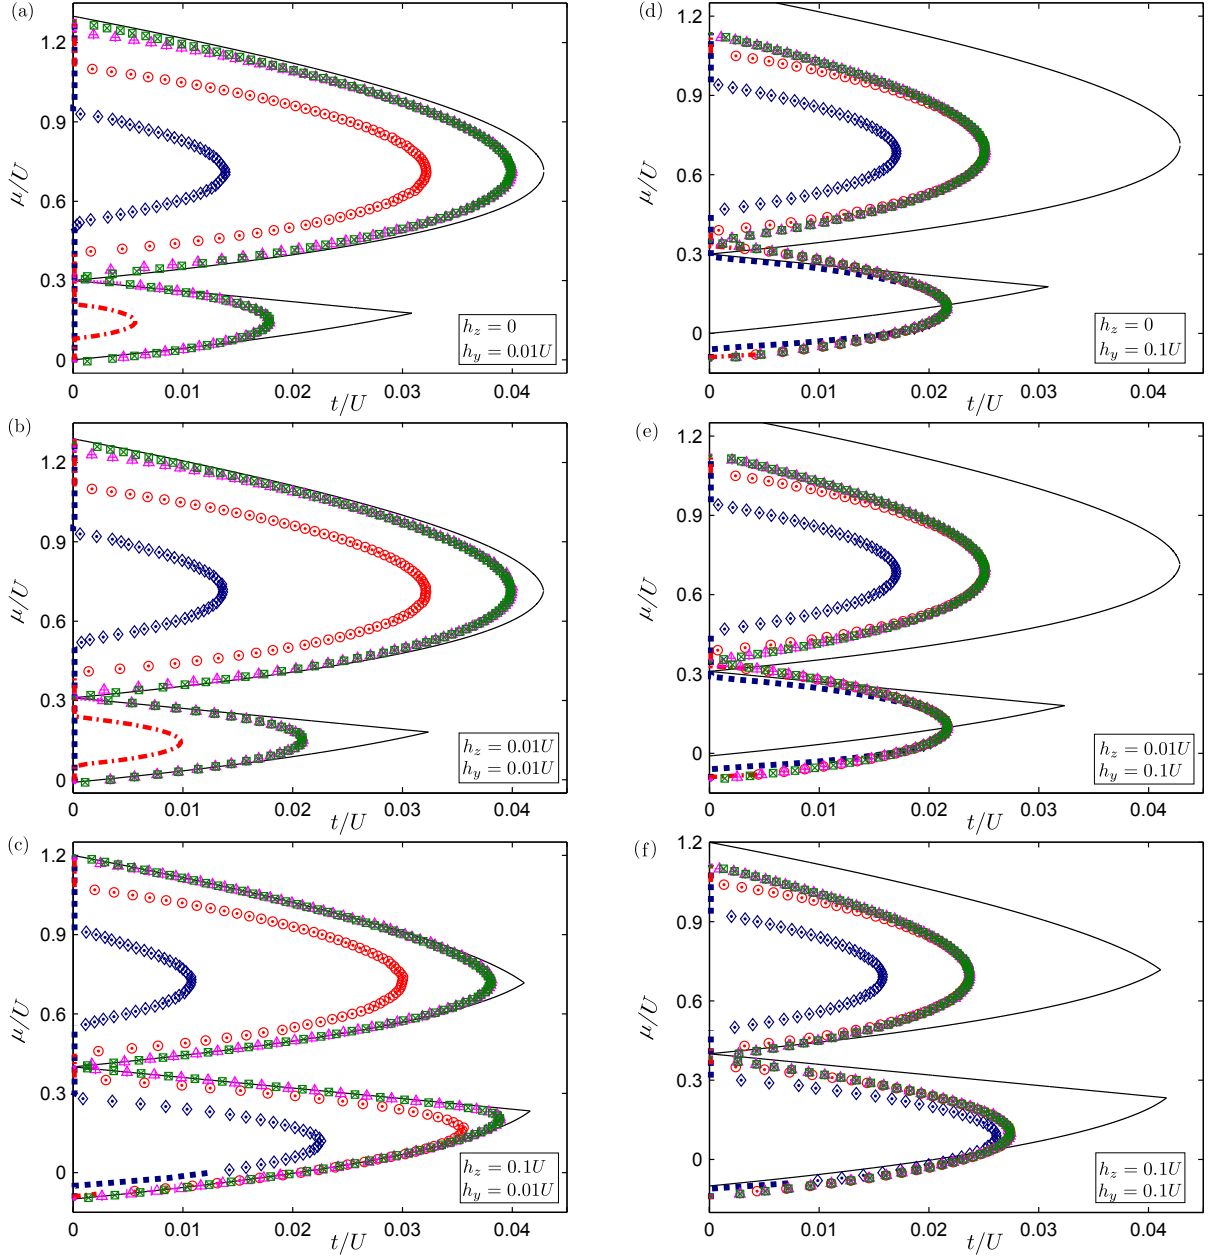 (a)
1.2
0.9
0.6
0.3
0
μ/U
h_z = 0
h_y = 0.01U
0 0.01 0.02 0.03 0.04
t/U
(d)
1.2
0.9
0.6
0.3
0
μ/U
h_z = 0
h_y = 0.1U
0 0.01 0.02 0.03 0.04
t/U
(b)
1.2
0.9
0.6
0.3
0
μ/U
h_z = 0.01U
h_y = 0.01U
0 0.01 0.02 0.03 0.04
t/U
(e)
1.2
0.9
0.6
0.3
0
μ/U
h_z = 0.01U
h_y = 0.1U
0 0.01 0.02 0.03 0.04
t/U
(c)
1.2
0.9
0.6
0.3
0
μ/U
h_z = 0.1U
h_y = 0.01U
0 0.01 0.02 0.03 0.04
t/U
(f)
1.2
0.9
0.6
0.3
0
μ/U
h_z = 0.1U
h_y = 0.1U
0 0.01 0.02 0.03 0.04
t/U